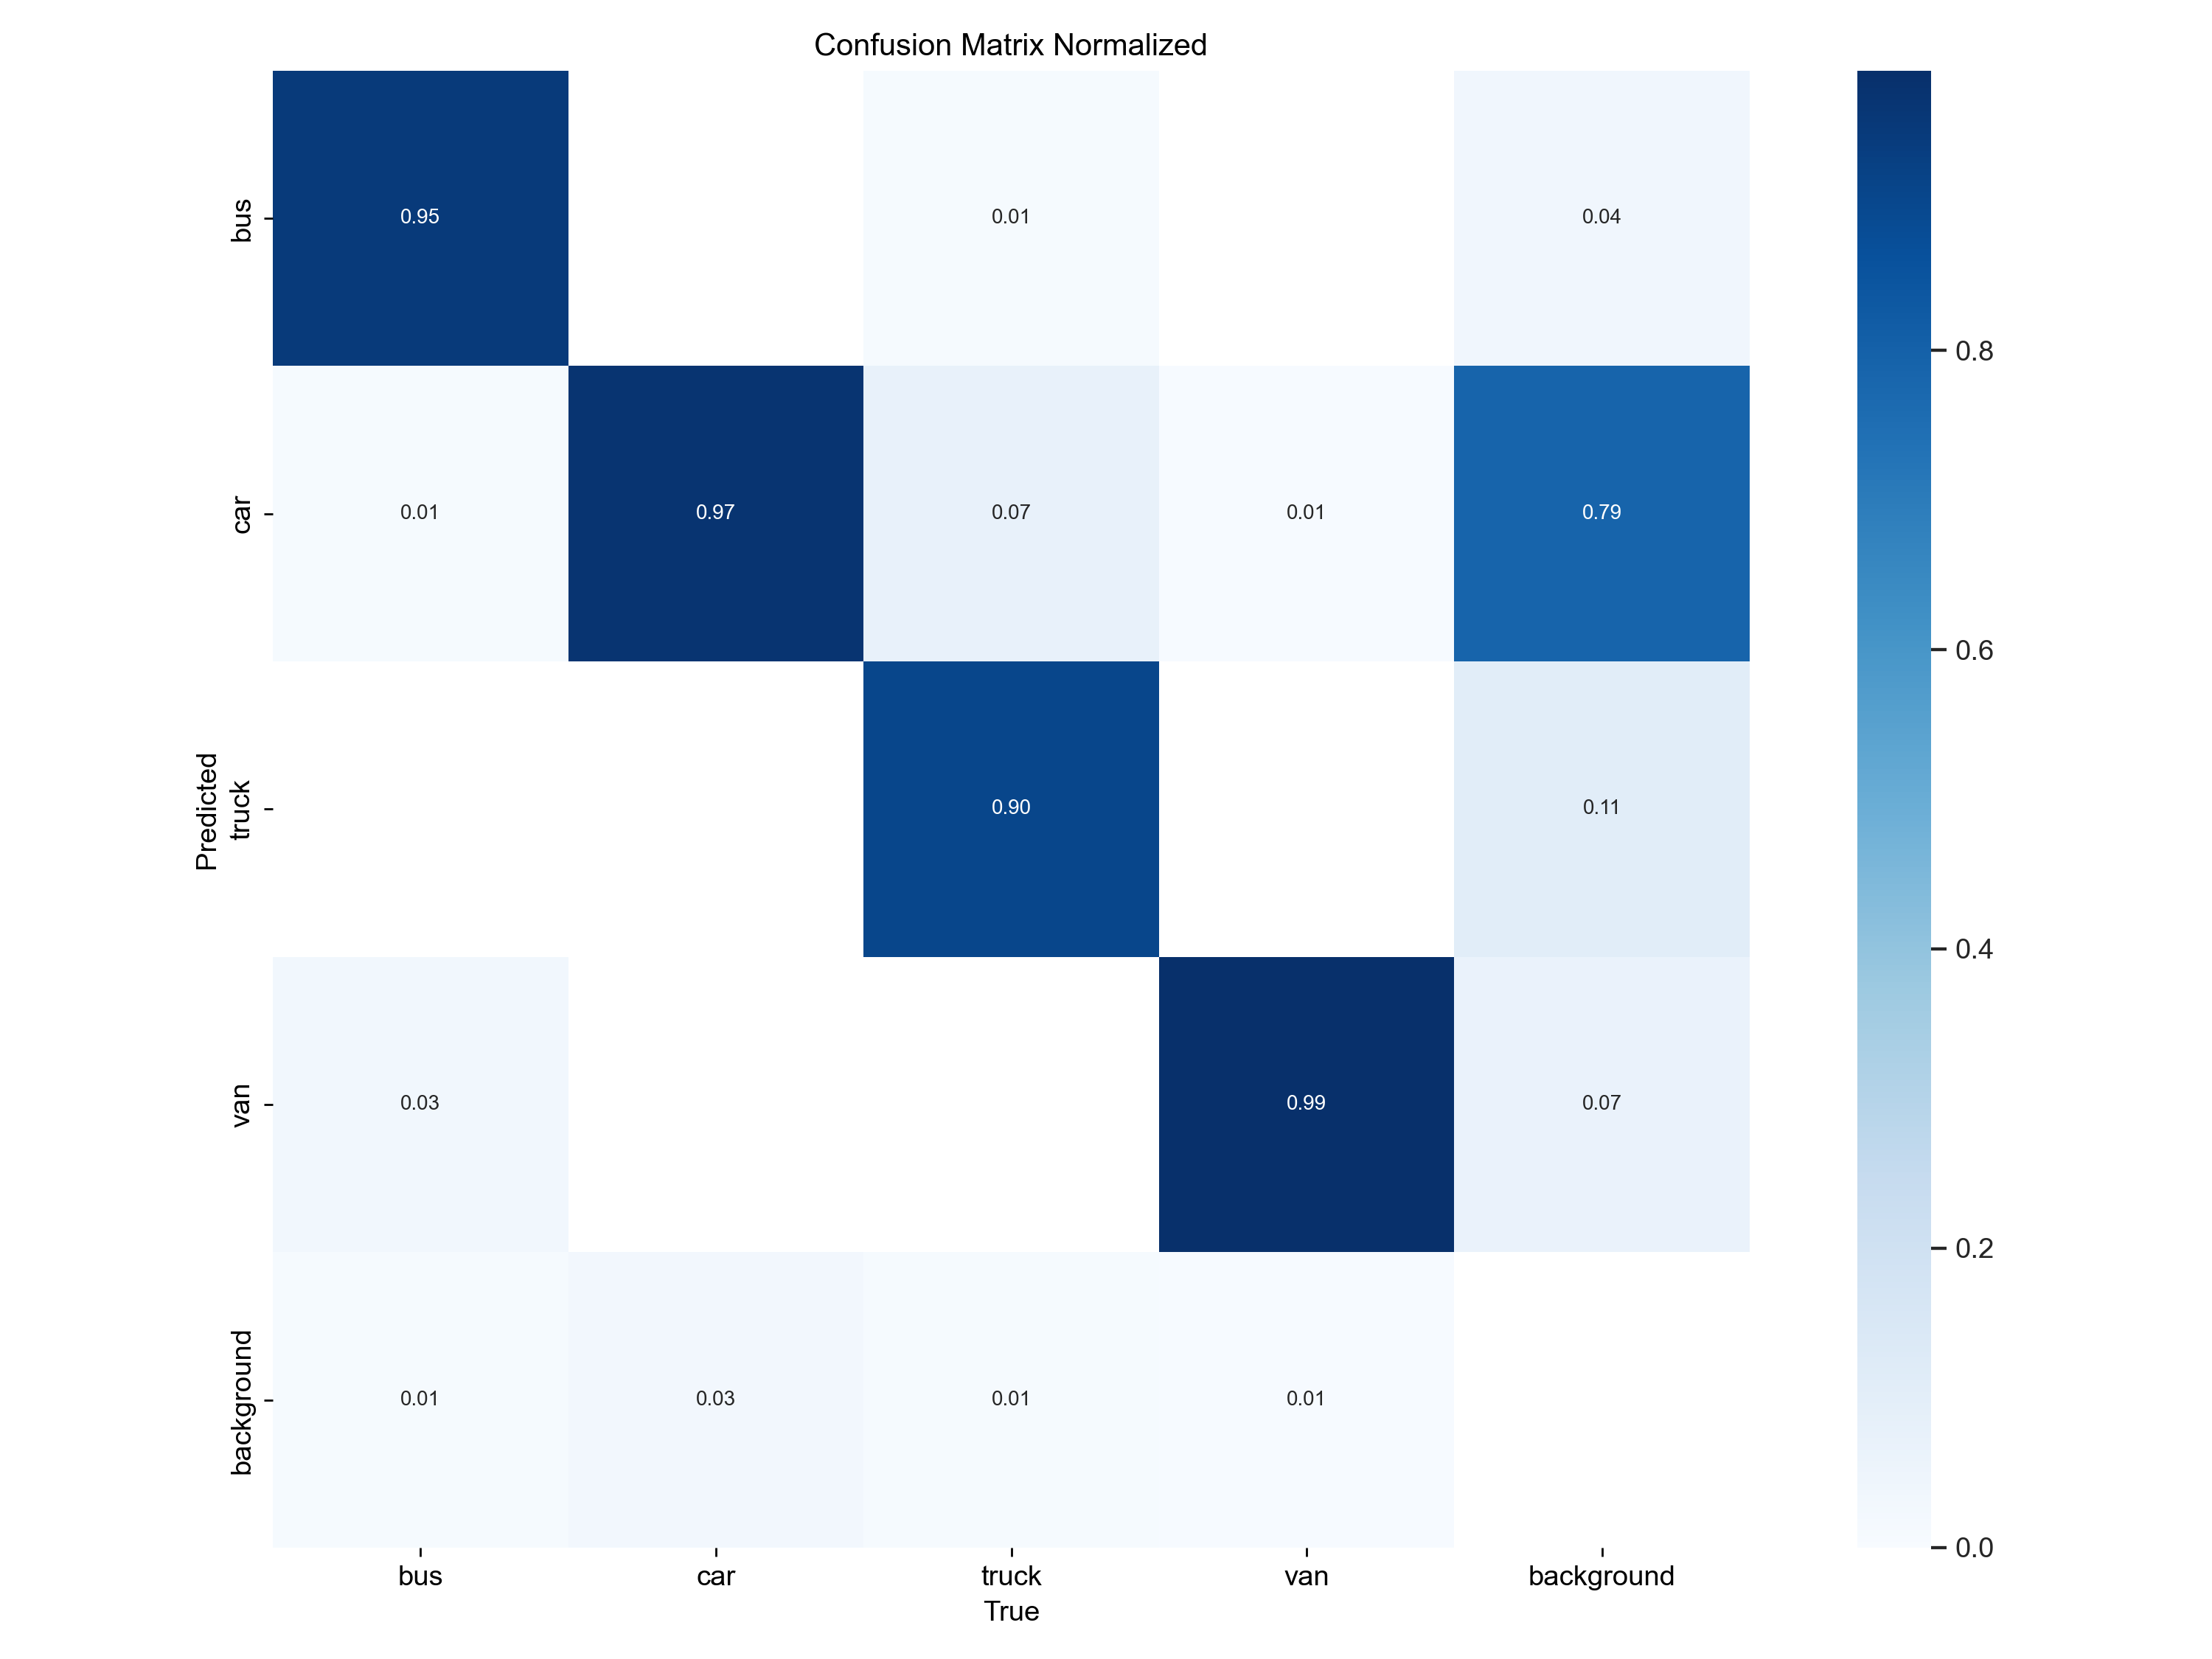 Confusion Matrix Normalized
bus
0.95
0.01
0.04
0.8
car
0.01
0.97
0.07
0.01
0.79
0.6
Predicted
truck
0.90
0.11
0.4
van
0.03
0.99
0.07
0.2
background
0.01
0.03
0.01
0.01
0.0
bus
car
truck
van
background
True